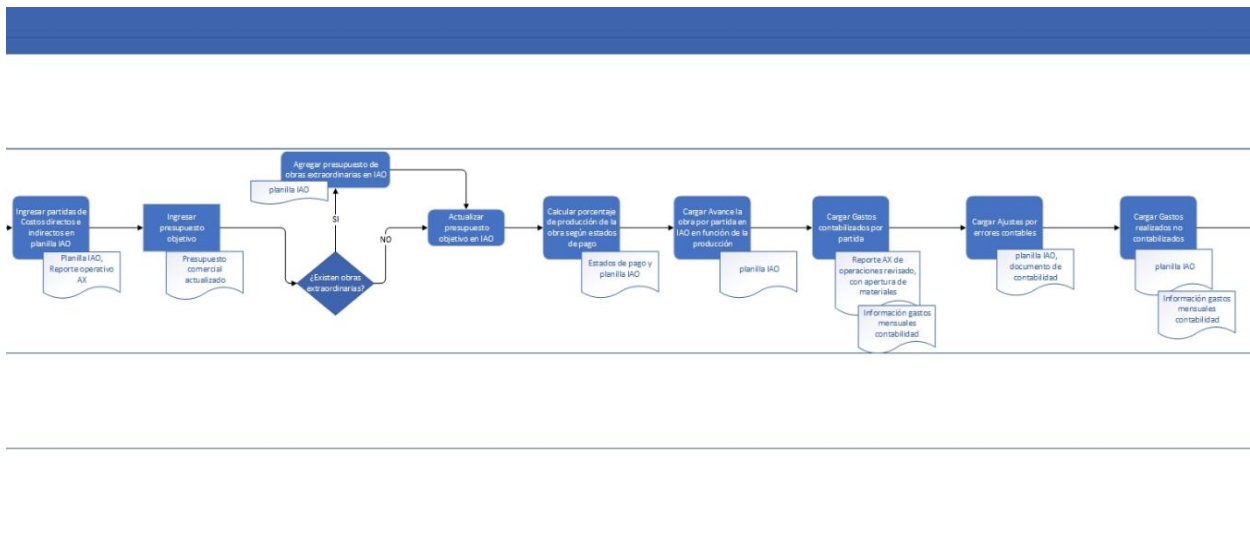 Agregar presupuesto de
obras extraordinarias en IAO
planilla IAO
Ingresar partidas de
Costos directos e
indirectos en
planilla IAO
Planilla IAO,
Reporte operativo
AX
Ingresar
presupuesto
objetivo
Presupuesto
comercial
actualizado
SI
¿Existen obras
extraordinarias?
NO
Actualizar
presupuesto
objetivo en IAO
Calcular porcentaje
de producción de la
obra según estados
de pago
Estados de pago y
planilla IAO
Cargar Avance la
obra por partida en
IAO en función de la
producción
planilla IAO
Cargar Gastos
contabilizados por
partida
Reporte AX de
operaciones revisado,
con apertura de
materiales
Información gastos
mensuales
contabilidad
Cargar Ajustes por
errores contables
planilla IAO,
documento de
contabilidad
Cargar Gastos
realizados no
contabilizados
planilla IAO
Información gastos
mensuales
contabilidad